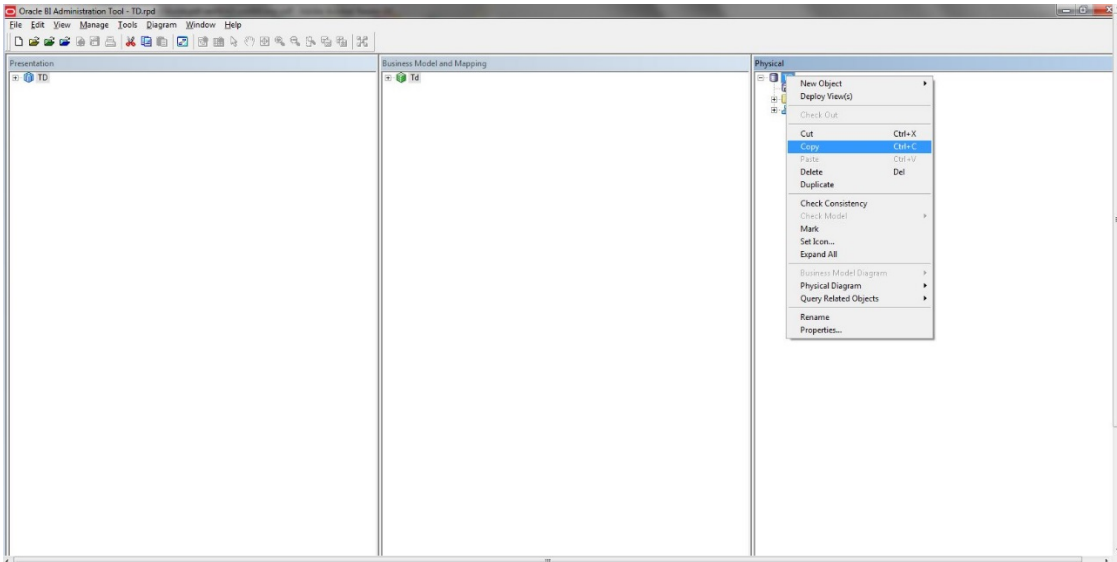 Oracle BI Administration Tool - TD.rpd
File Edit View Manage Tools Diagram Window Help
Presentation
TD
Business Model and Mapping
Td
Physical
New Object
Deploy View(s)
Check Out
Cut Ctrl+X
Copy Ctrl+C
Paste Ctrl+V
Delete Del
Duplicate
Check Consistency
Check Model
Mark
Set Icon...
Expand All
Business Model Diagram
Physical Diagram
Query Related Objects
Rename
Properties...